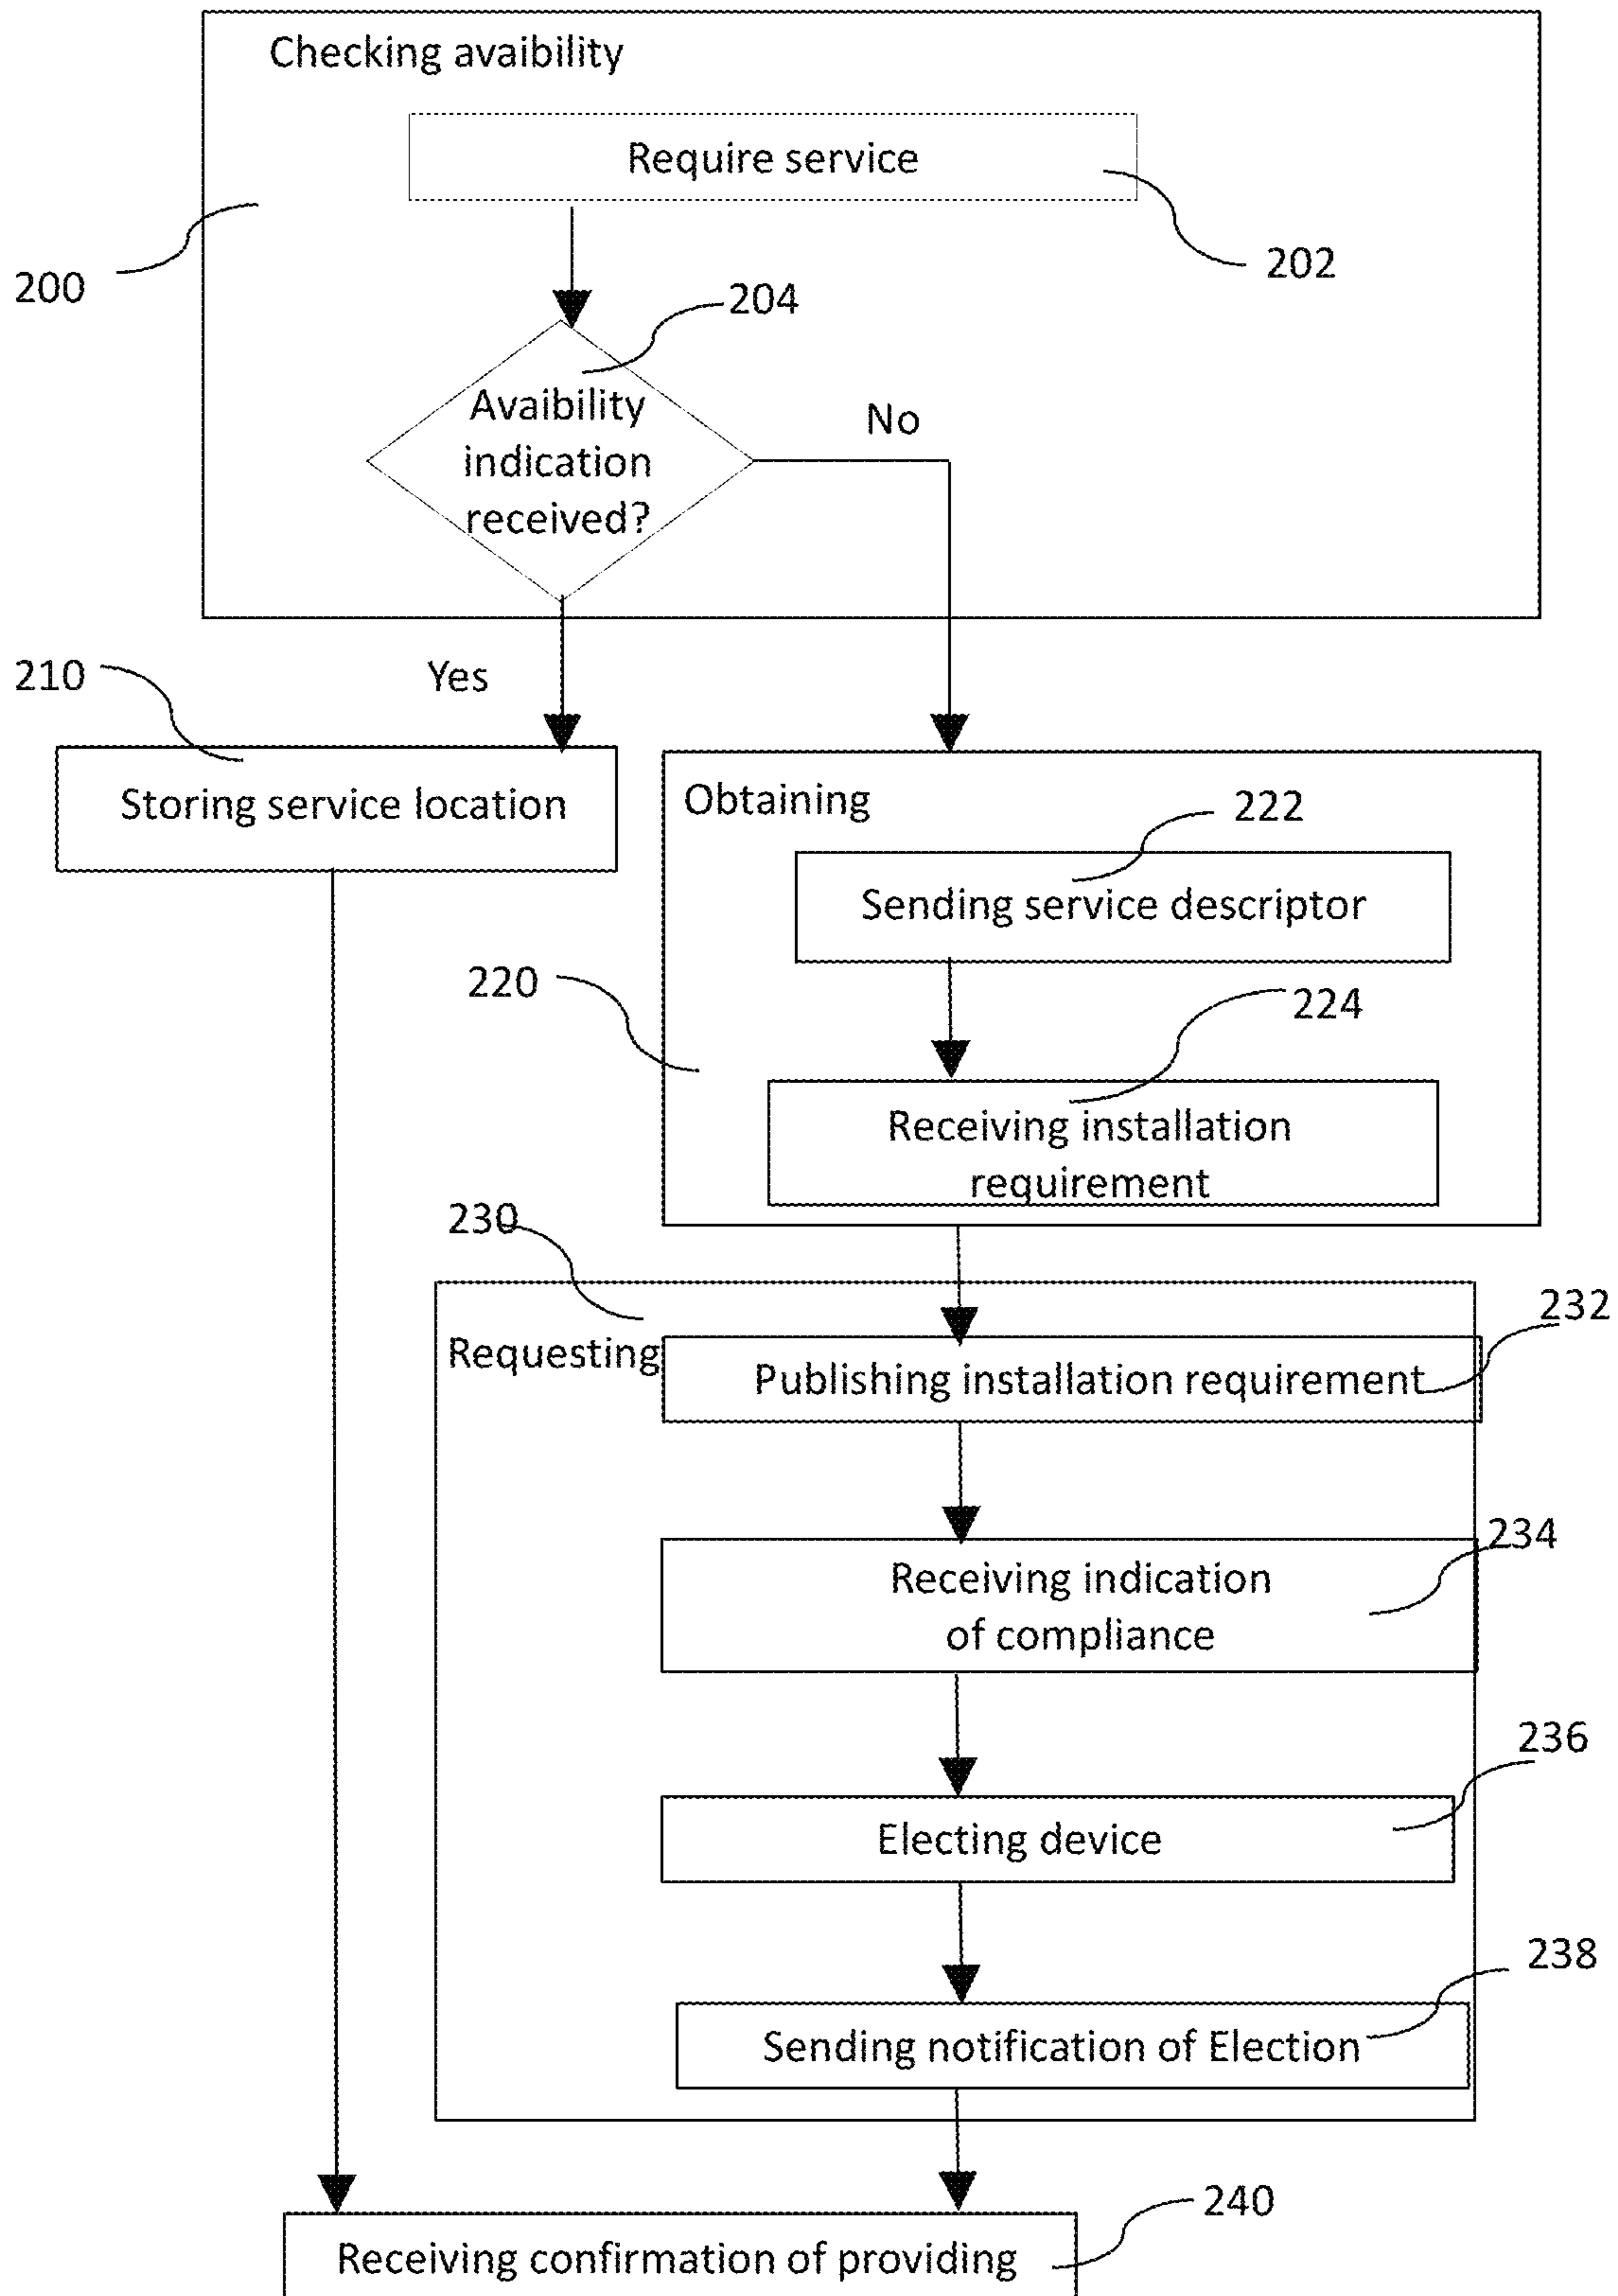 Checking avaibility
Require service
200
202
204
Avaibility
indication
received?
No
Yes
210
Storing service location
Obtaining
222
Sending service descriptor
220
224
Receiving installation
requirement
230
232
Requesting
Publishing installation requirement
234
Receiving indication
of compliance
236
Electing device
238
Sending notification of Election
240
Receiving confirmation of providing